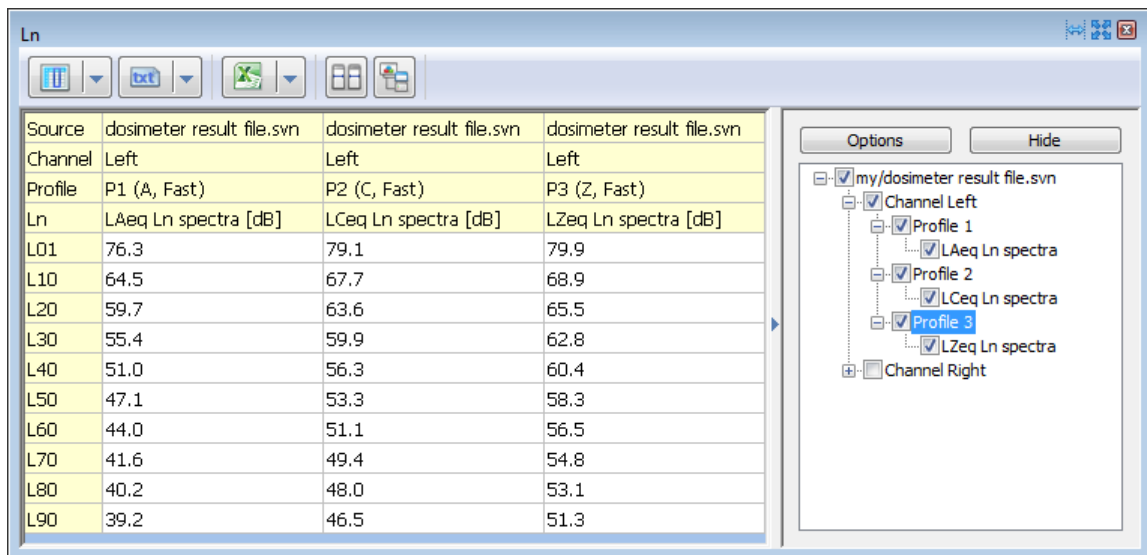 Ln
txt
Source dosimeter result file.svn dosimeter result file.svn dosimeter result file.svn
Channel Left Left Left
Profile P1 (A, Fast) P2 (C, Fast) P3 (Z, Fast)
Ln LAeq Ln spectra [dB] LCeq Ln spectra [dB] LZeq Ln spectra [dB]
L01 76.3 79.1 79.9
L10 64.5 67.7 68.9
L20 59.7 63.6 65.5
L30 55.4 59.9 62.8
L40 51.0 56.3 60.4
L50 47.1 53.3 58.3
L60 44.0 51.1 56.5
L70 41.6 49.4 54.8
L80 40.2 48.0 53.1
L90 39.2 46.5 51.3
Options Hide
my/dosimeter result file.svn
Channel Left
Profile 1
LAeq Ln spectra
Profile 2
LCeq Ln spectra
Profile 3
LZeq Ln spectra
Channel Right